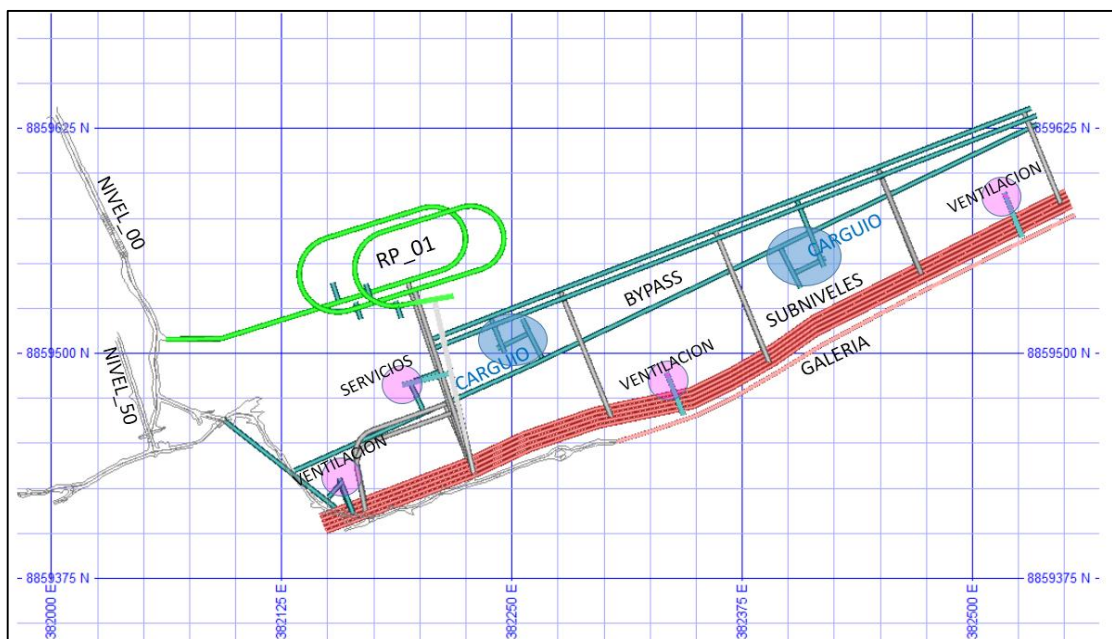 8859625 N
8859625 N
NIVEL_00
VENTILACION
RP_01
CARGUIO
BYPASS
SUBNIVELES
8859500 N
8859500 N
NIVEL_50
SERVICIOS
CARGUIO
VENTILACION
GALERIA
VENTILACION
8859375 N
8859375 N
382000 E
382125 E
382250 E
382375 E
382500 E